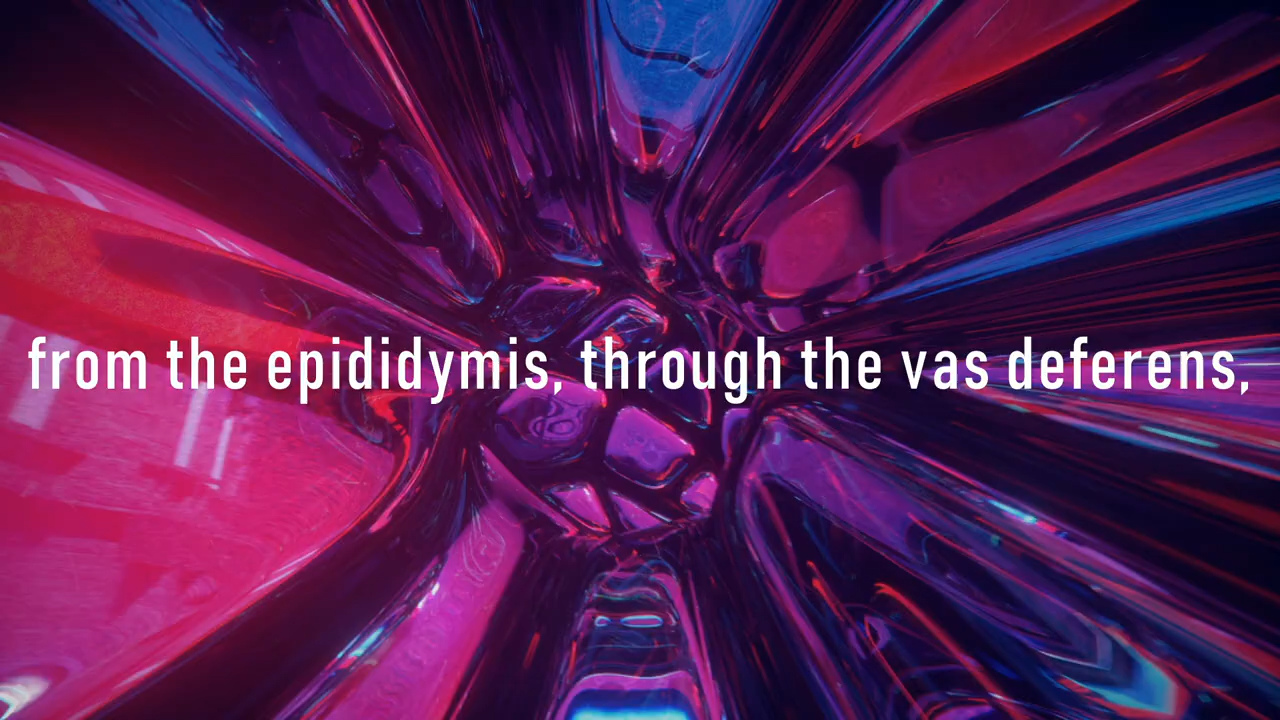 from the epididymis, through the vas deferens,